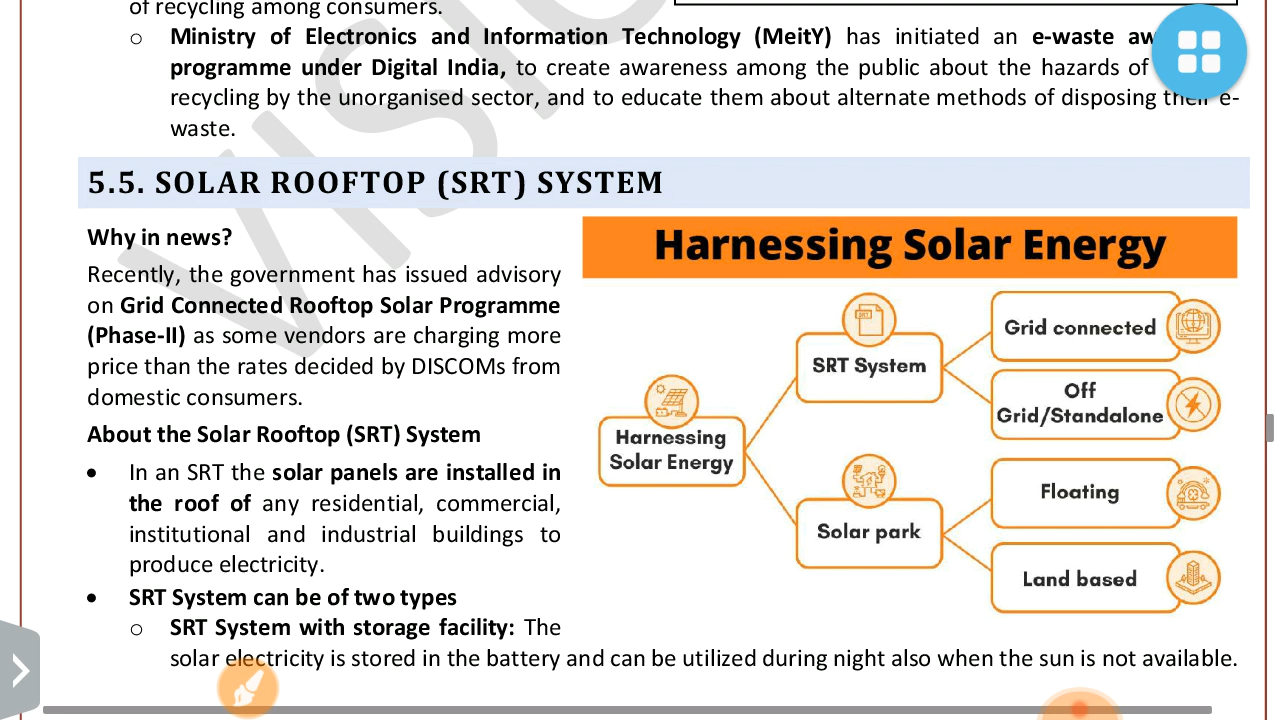 of recycling among consumers.
o Ministry of Electronics and Information Technology (MeitY) has initiated an e-waste aw
programme under Digital India, to create awareness among the public about the hazards of
recycling by the unorganised sector, and to educate them about alternate methods of disposing their e-
waste.
5.5. SOLAR ROOFTOP (SRT) SYSTEM
Why in news?
Recently, the government has issued advisory
on Grid Connected Rooftop Solar Programme
(Phase-II) as some vendors are charging more
price than the rates decided by DISCOMs from
domestic consumers.
About the Solar Rooftop (SRT) System
• In an SRT the solar panels are installed in
the roof of any residential, commercial,
institutional and industrial buildings to
produce electricity.
• SRT System can be of two types
o SRT System with storage facility: The
solar electricity is stored in the battery and can be utilized during night also when the sun is not available.
Harnessing Solar Energy
Harnessing
Solar Energy
SRT System
Grid connected
Off
Grid/Standalone
Solar park
Floating
Land based
VISI